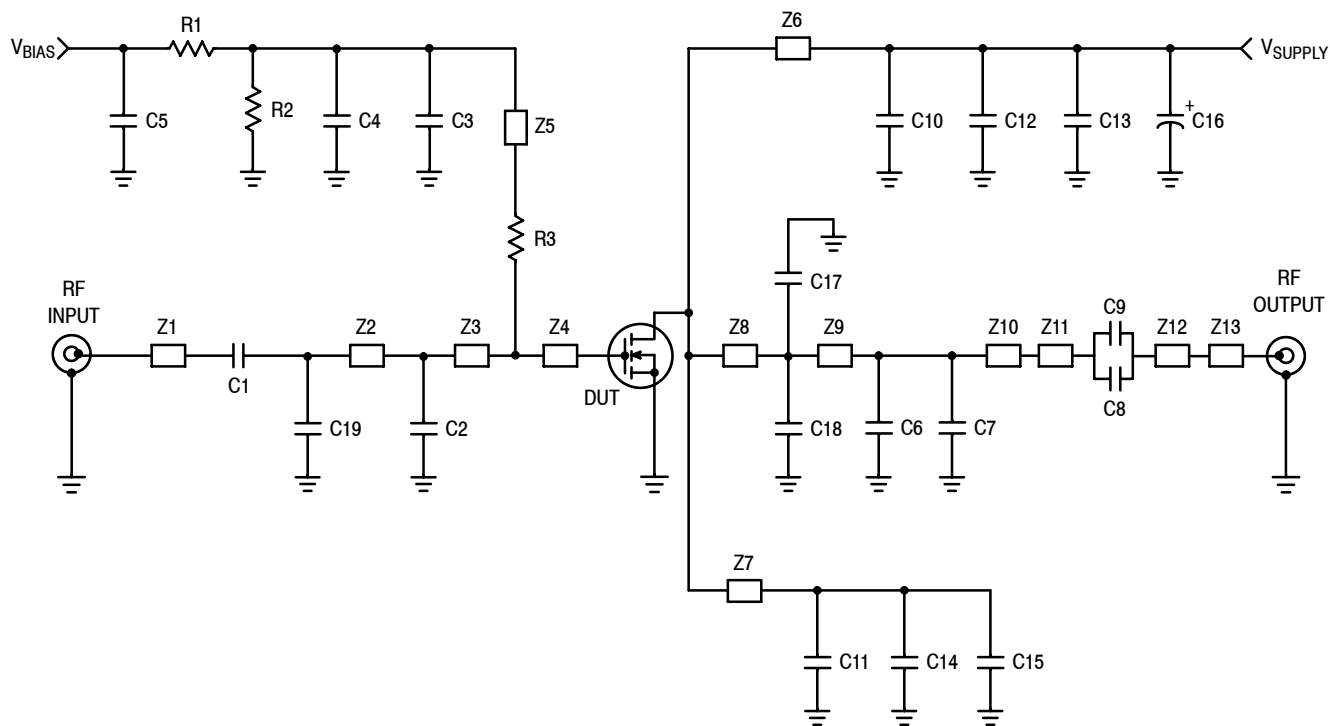 R1
Z6
VBIAS
VSUPPLY
C5
R2
C4
C3
Z5
C10
C12
C13
+
C16
R3
C17
RF
INPUT
RF
OUTPUT
Z1
Z2
Z3
Z4
Z8
Z9
Z10
Z11
C9
Z12
Z13
C1
DUT
C8
C19
C2
C18
C6
C7
Z7
C11
C14
C15